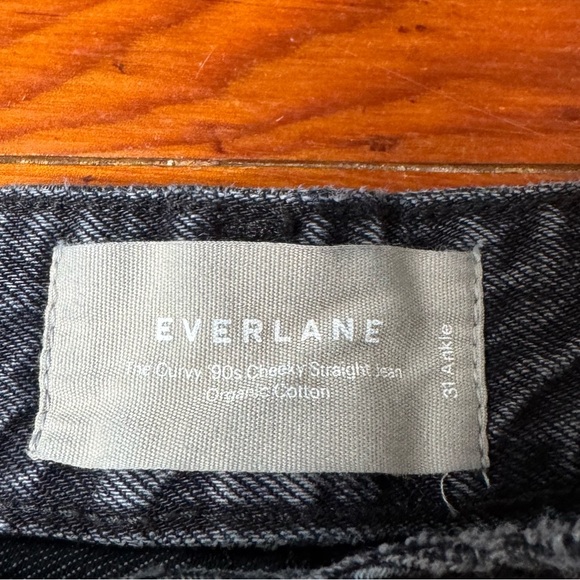 EVERLANE
The Curvy '90s Cheeky Straight Jean
Organic Cotton
31 Ankle